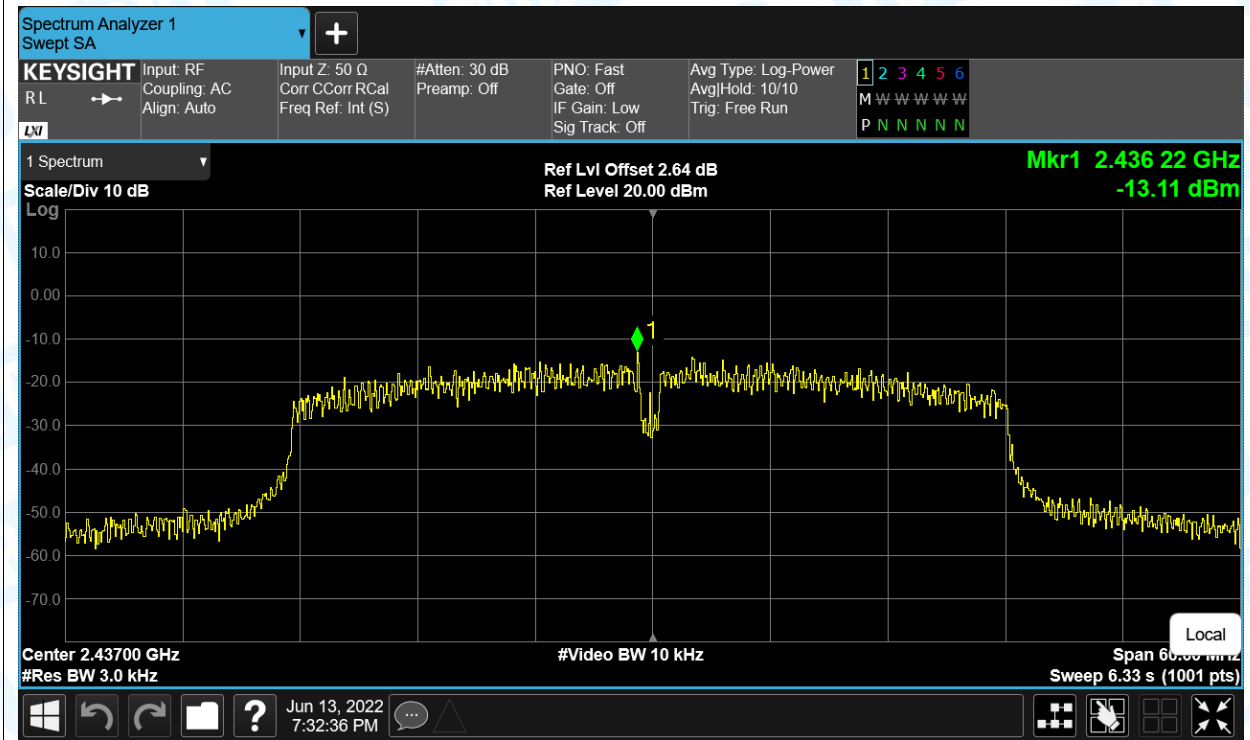 Spectrum Analyzer 1
Swept SA
KEYSIGHT
R L
LXI
Input: RF
Coupling: AC
Align: Auto
Input Z: 50 Ω
Corr CCorr RCal
Freq Ref: Int (S)
#Atten: 30 dB
Preamp: Off
PNO: Fast
Gate: Off
IF Gain: Low
Sig Track: Off
Avg Type: Log-Power
Avg|Hold: 10/10
Trig: Free Run
1 2 3 4 5 6
M W W W W W
P N N N N N
1 Spectrum
Scale/Div 10 dB
Log
Ref Lvl Offset 2.64 dB
Ref Level 20.00 dBm
Mkr1 2.436 22 GHz
-13.11 dBm
10.0
0.00
-10.0
-20.0
-30.0
-40.0
-50.0
-60.0
-70.0
1
Center 2.43700 GHz
#Res BW 3.0 kHz
#Video BW 10 kHz
Local
Span 60.00 MHz
Sweep 6.33 s (1001 pts)
?
Jun 13, 2022
7:32:36 PM